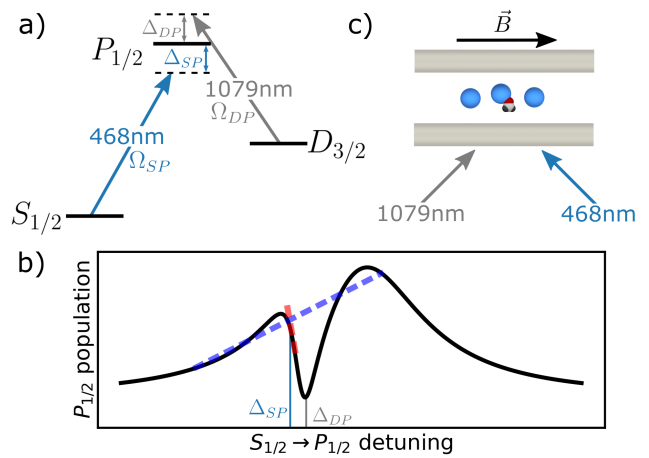 a)
Δ_DP
P_1/2
Δ_SP
1079nm
Ω_DP
468nm
Ω_SP
D_3/2
S_1/2
c)
B⃗
1079nm
468nm
b)
P_1/2 population
Δ_SP
Δ_DP
S_1/2 → P_1/2 detuning